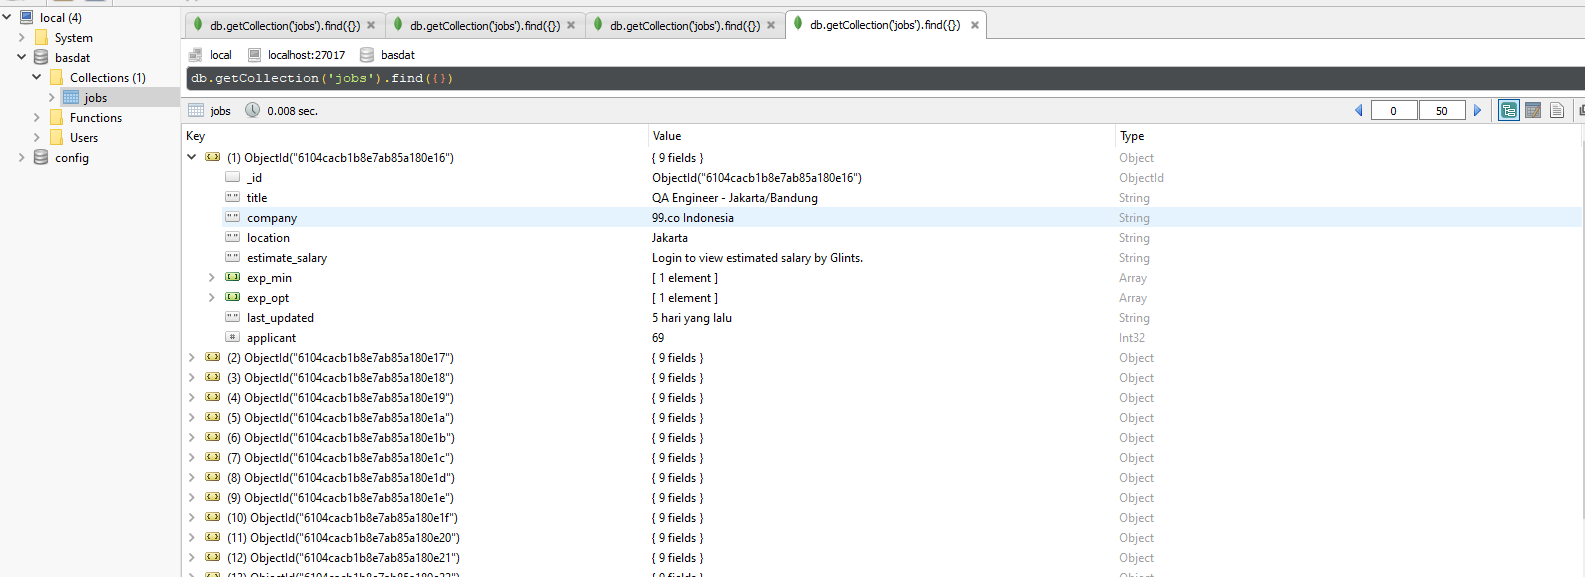 local (4)
System
basdat
Collections (1)
jobs
Functions
Users
config
db.getCollection('jobs').find({}) db.getCollection('jobs').find({}) db.getCollection('jobs').find({}) db.getCollection('jobs').find({})
local localhost:27017 basdat
db.getCollection('jobs').find({})
jobs 0.008 sec. 0 50
Key Value Type
(1) ObjectId("6104cacb1b8e7ab85a180e16") { 9 fields } Object
_id ObjectId("6104cacb1b8e7ab85a180e16") ObjectId
title QA Engineer - Jakarta/Bandung String
company 99.co Indonesia String
location Jakarta String
estimate_salary Login to view estimated salary by Glints. String
exp_min [ 1 element ] Array
exp_opt [ 1 element ] Array
last_updated 5 hari yang lalu String
applicant 69 Int32
(2) ObjectId("6104cacb1b8e7ab85a180e17") { 9 fields } Object
(3) ObjectId("6104cacb1b8e7ab85a180e18") { 9 fields } Object
(4) ObjectId("6104cacb1b8e7ab85a180e19") { 9 fields } Object
(5) ObjectId("6104cacb1b8e7ab85a180e1a") { 9 fields } Object
(6) ObjectId("6104cacb1b8e7ab85a180e1b") { 9 fields } Object
(7) ObjectId("6104cacb1b8e7ab85a180e1c") { 9 fields } Object
(8) ObjectId("6104cacb1b8e7ab85a180e1d") { 9 fields } Object
(9) ObjectId("6104cacb1b8e7ab85a180e1e") { 9 fields } Object
(10) ObjectId("6104cacb1b8e7ab85a180e1f") { 9 fields } Object
(11) ObjectId("6104cacb1b8e7ab85a180e20") { 9 fields } Object
(12) ObjectId("6104cacb1b8e7ab85a180e21") { 9 fields } Object